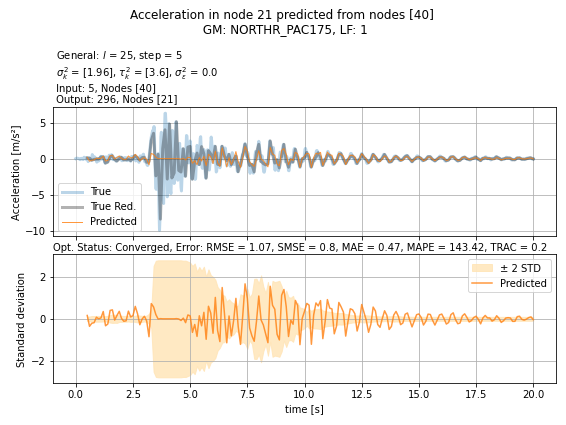 Acceleration in node 21 predicted from nodes [40]
GM: NORTHR_PAC175, LF: 1
General: l = 25, step = 5
σ²ₖ = [1.96], τ²ₖ = [3.6], σ²ε = 0.0
Input: 5, Nodes [40]
Output: 296, Nodes [21]
Acceleration [m/s²]
5
0
−5
−10
True
True Red.
Predicted
Opt. Status: Converged, Error: RMSE = 1.07, SMSE = 0.8, MAE = 0.47, MAPE = 143.42, TRAC = 0.2
Standard deviation
2
0
−2
± 2 STD
Predicted
0.0 2.5 5.0 7.5 10.0 12.5 15.0 17.5 20.0
time [s]